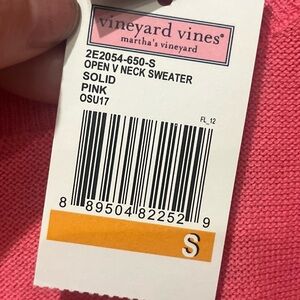 vineyard vines®
martha's vineyard
2E2054-650-S
OPEN V NECK SWEATER
SOLID
PINK
OSU17
FL_12
8 89504 82252 9
S